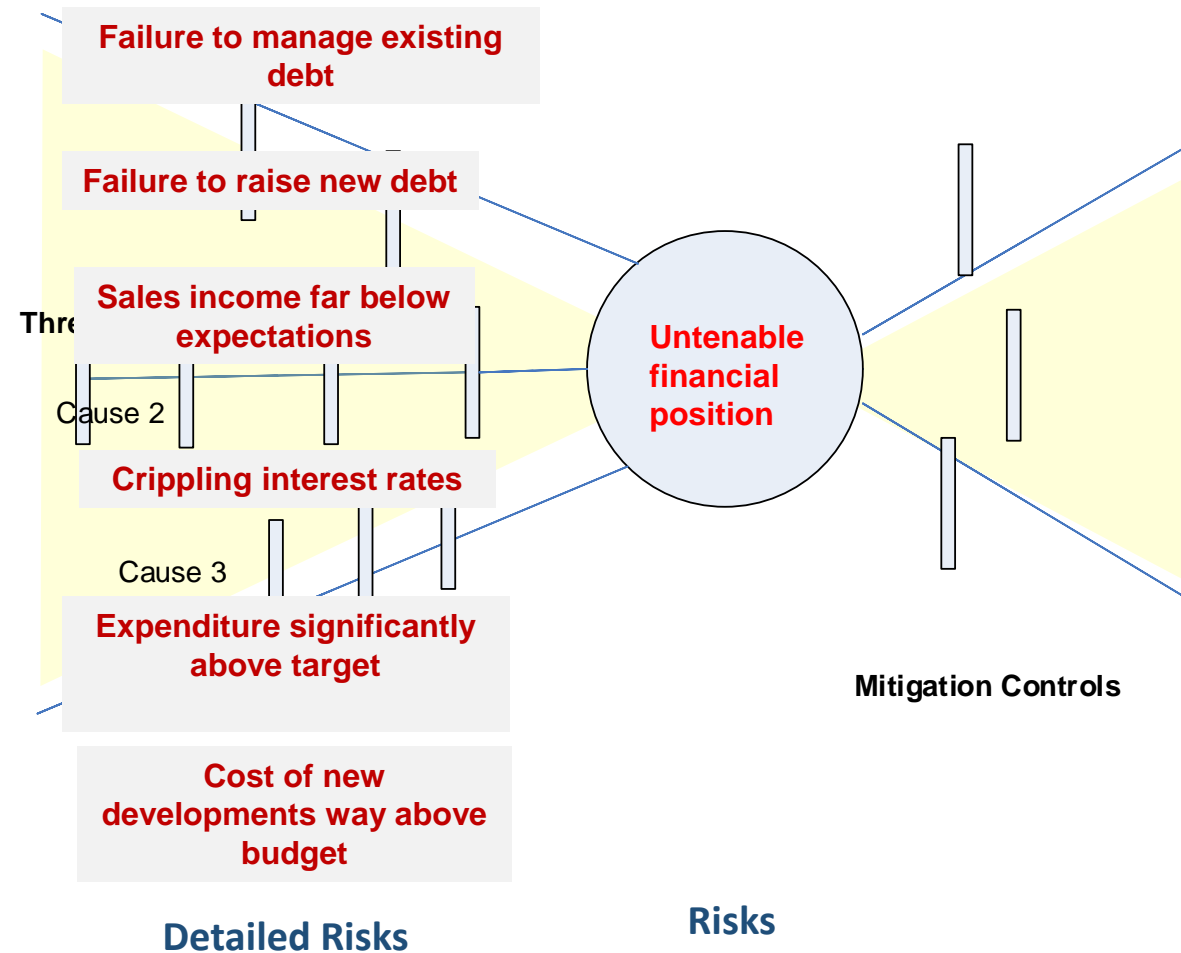 Failure to manage existing
debt
Failure to raise new debt
Sales income far below
expectations
Thre
Cause 2
Untenable
financial
position
Crippling interest rates
Cause 3
Expenditure significantly
above target
Mitigation Controls
Cost of new
developments way above
budget
Detailed Risks
Risks